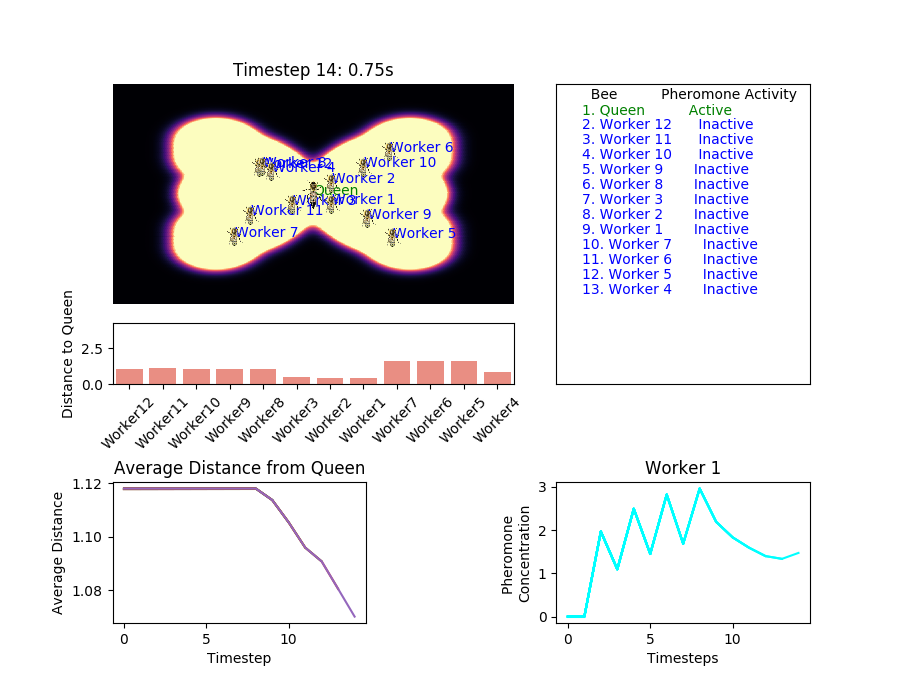 Timestep 14: 0.75s
Worker 6
Worker 10
Worker 4
Worker 2
Queen
Worker 1
Worker 11
Worker 9
Worker 7
Worker 5
Bee Pheromone Activity
1. Queen Active
2. Worker 12 Inactive
3. Worker 11 Inactive
4. Worker 10 Inactive
5. Worker 9 Inactive
6. Worker 8 Inactive
7. Worker 3 Inactive
8. Worker 2 Inactive
9. Worker 1 Inactive
10. Worker 7 Inactive
11. Worker 6 Inactive
12. Worker 5 Inactive
13. Worker 4 Inactive
Distance to Queen
2.5
0.0
Worker12 Worker11 Worker10 Worker9 Worker8 Worker3 Worker2 Worker1 Worker7 Worker6 Worker5 Worker4
Average Distance from Queen
Average Distance
1.12
1.10
1.08
0 5 10
Timestep
Worker 1
Pheromone
Concentration
3
2
1
0
0 5 10
Timesteps